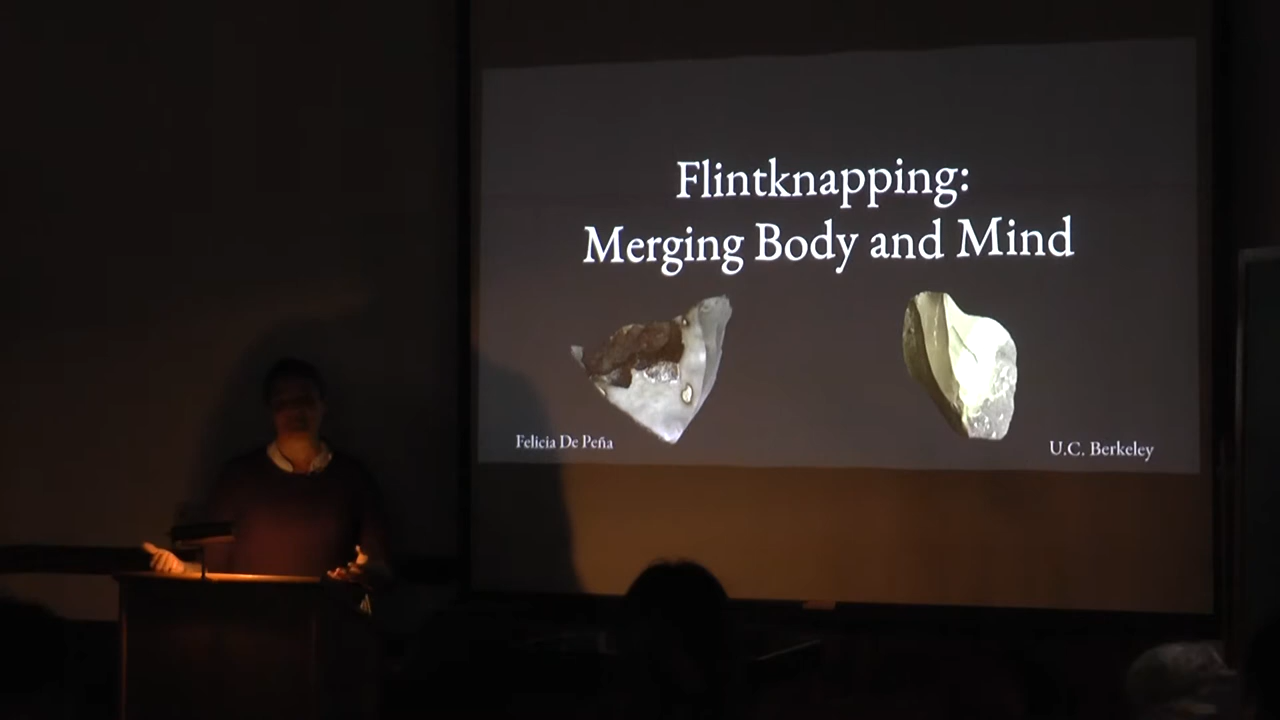 Flintknapping:
Merging Body and Mind
Felicia De Peña
U.C. Berkeley